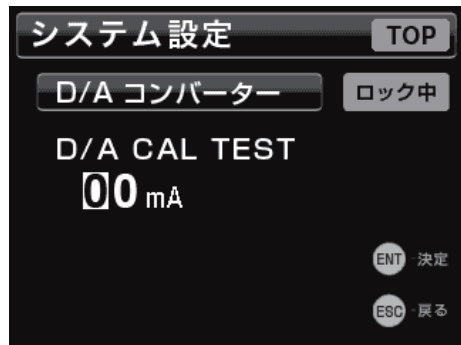 システム設定 TOP
D/A コンバーター ロック中
D/A CAL TEST
00 mA
ENT - 決定
ESC - 戻る